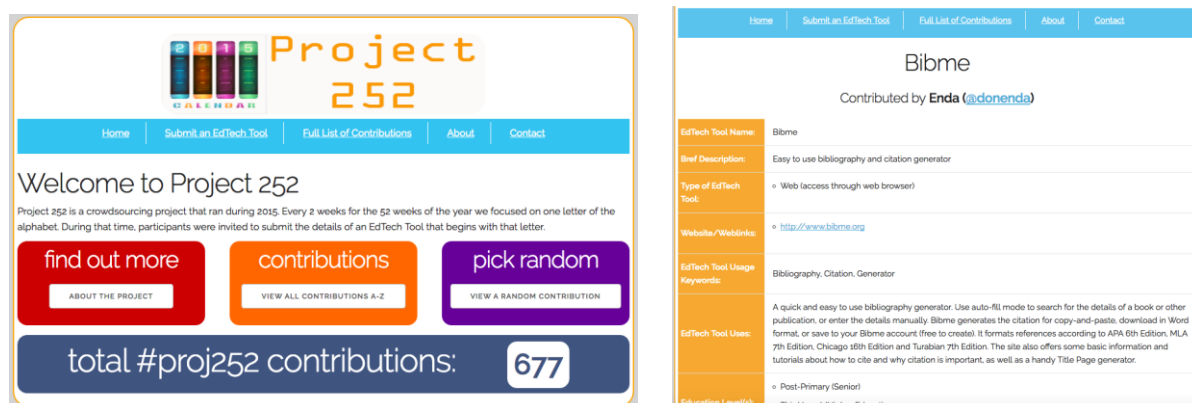 2015
CALENDAR
Project
252
Home Submit an EdTech Tool Full List of Contributions About Contact
Welcome to Project 252
Project 252 is a crowdsourcing project that ran during 2015. Every 2 weeks for the 52 weeks of the year we focused on one letter of the
alphabet. During that time, participants were invited to submit the details of an EdTech Tool that begins with that letter.
find out more
ABOUT THE PROJECT
contributions
VIEW ALL CONTRIBUTIONS A-Z
pick random
VIEW A RANDOM CONTRIBUTION
total #proj252 contributions: 677
Home Submit an EdTech Tool Full List of Contributions About Contact
Bibme
Contributed by Enda (@donenda)
EdTech Tool Name: Bibme
Bref Description: Easy to use bibliography and citation generator
Type of EdTech
Tool:
Web (access through web browser)
Website/Weblinks: http://www.bibme.org
EdTech Tool Usage
Keywords:
Bibliography, Citation, Generator
EdTech Tool Uses:
A quick and easy to use bibliography generator. Use auto-fill mode to search for the details of a book or other
publication, or enter the details manually. Bibme generates the citation for copy-and-paste, download in Word
format, or save to your Bibme account (free to create). It formats references according to APA 6th Edition, MLA
7th Edition, Chicago 16th Edition and Turabian 7th Edition. The site also offers some basic information and
tutorials about how to cite and why citation is important, as well as a handy Title Page generator.
Post-Primary (Senior)